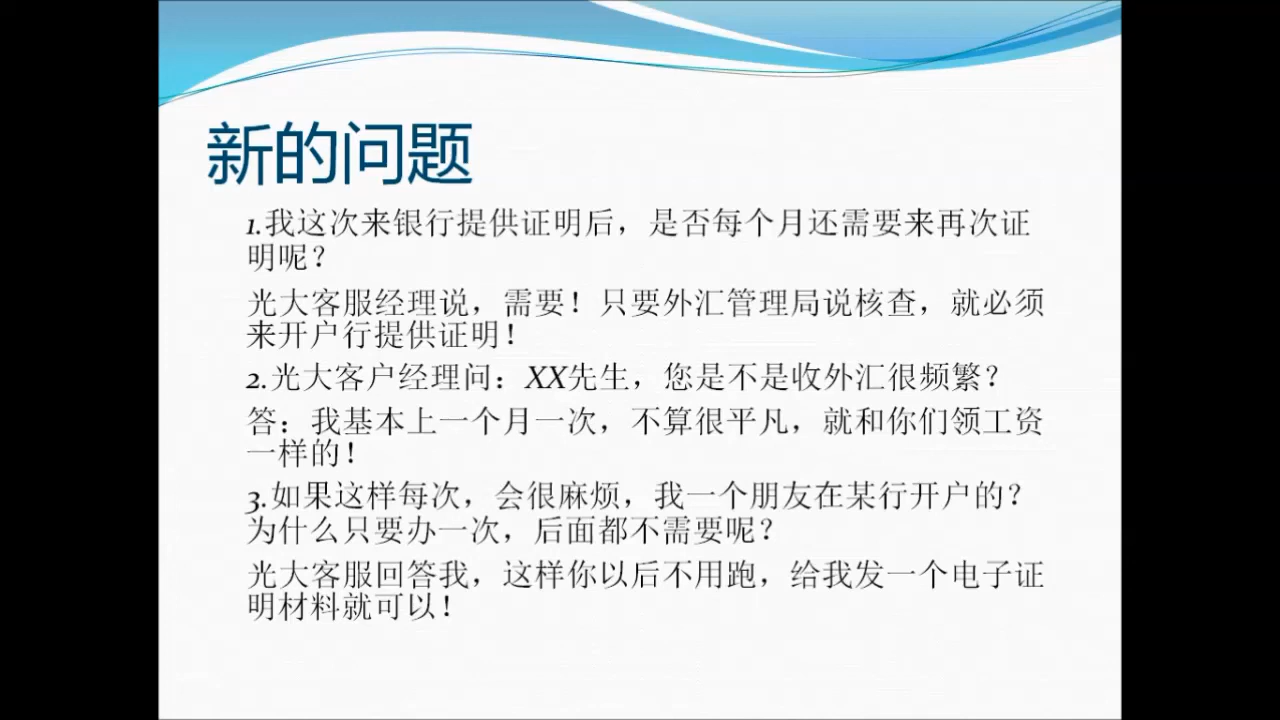 新的问题
1.我这次来银行提供证明后，是否每个月还需要来再次证
明呢？
光大客服经理说，需要！只要外汇管理局说核查，就必须
来开户行提供证明！
2.光大客户经理问：XX先生，您是不是收外汇很频繁？
答：我基本上一个月一次，不算很平凡，就和你们领工资
一样的！
3.如果这样每次，会很麻烦，我一个朋友在某行开户的？
为什么只要办一次，后面都不需要呢？
光大客服回答我，这样你以后不用跑，给我发一个电子证
明材料就可以！